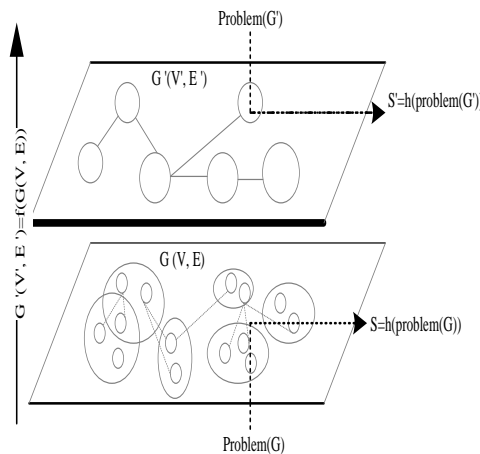 Problem(G')
G'(V', E')
S'=h(problem(G'))
G'(V', E')=f(G(V, E))
G (V, E)
S=h(problem(G))
Problem(G)